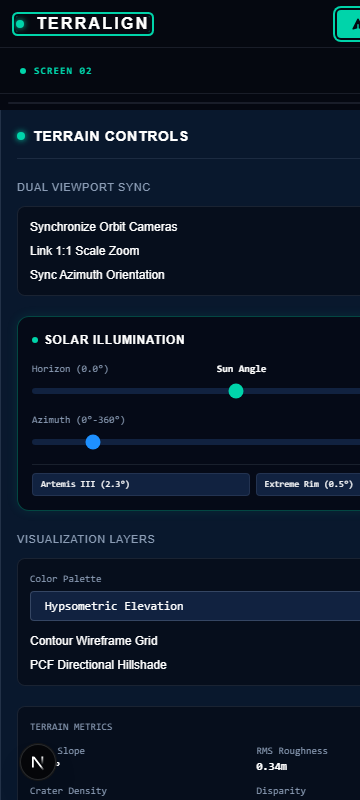 TERRALIGN
SCREEN 02
TERRAIN CONTROLS
DUAL VIEWPORT SYNC
Synchronize Orbit Cameras
Link 1:1 Scale Zoom
Sync Azimuth Orientation
SOLAR ILLUMINATION
Horizon (0.0°) Sun Angle
Azimuth (0°-360°)
Artemis III (2.3°) Extreme Rim (0.5°)
VISUALIZATION LAYERS
Color Palette
Hypsometric Elevation
Contour Wireframe Grid
PCF Directional Hillshade
TERRAIN METRICS
Slope RMS Roughness
0.34m
Crater Density Disparity